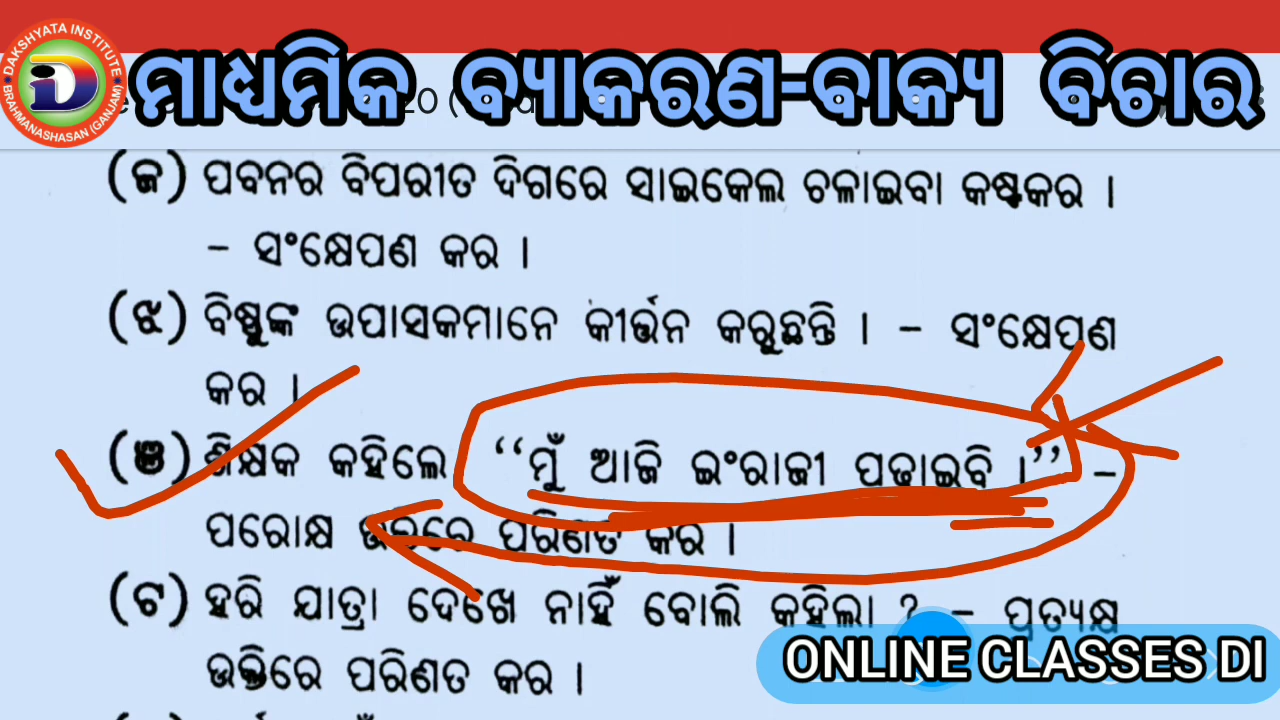 DAKSHYATA INSTITUTE
BRAHMANASHASAN (GANJAM)
ମାଧ୍ୟମିକ ବ୍ୟାକରଣ-ବାକ୍ୟ ବିଚାର
(ଜ) ପବନର ବିପରୀତ ଦିଗରେ ସାଇକେଲ ଚଳାଇବା କଷ୍ଟକର ।
– ସଂକ୍ଷେପଣ କର ।
(ଝ) ବିଷ୍ଣୁଙ୍କ ଉପାସକମାନେ କୀର୍ତ୍ତନ କରୁଛନ୍ତି । – ସଂକ୍ଷେପଣ
କର ।
(ଞ) ଶିକ୍ଷକ କହିଲେ “ମୁଁ ଆଜି ଇଂରାଜୀ ପଢାଇବି ।” –
ପରୋକ୍ଷ ଉକ୍ତିରେ ପରିଣତ କର ।
(ଟ) ହରି ଯାତ୍ରା ଦେଖେ ନାହିଁ ବୋଲି କହିଲା ? – ପ୍ରତ୍ୟକ୍ଷ
ଉକ୍ତିରେ ପରିଣତ କର ।
ONLINE CLASSES DI